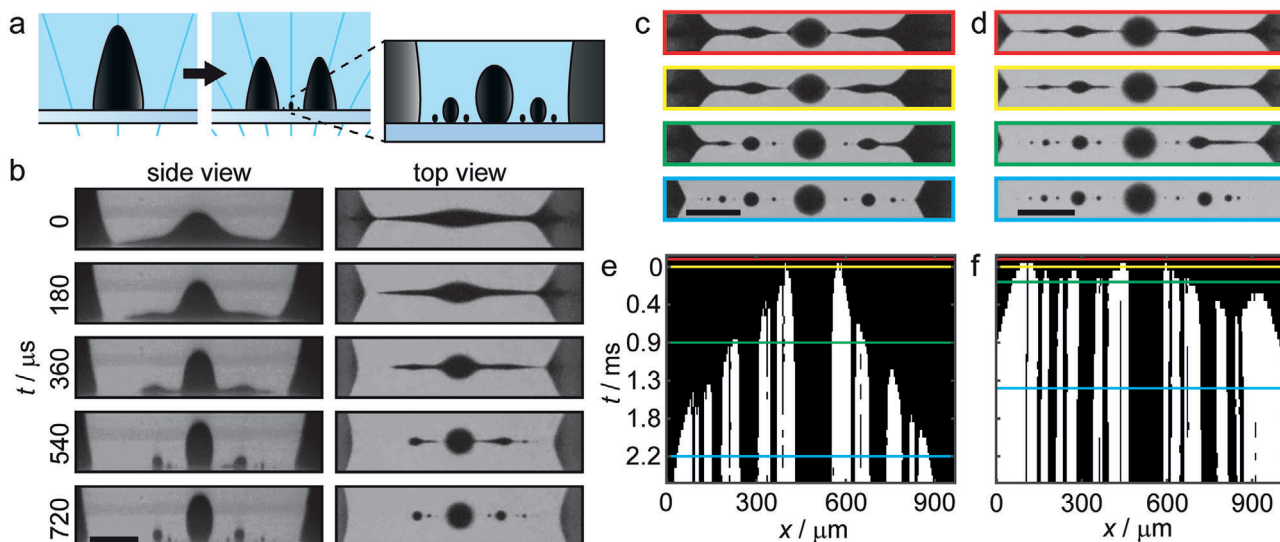 a
b
side view
top view
0
180
360
540
720
t / μs
c
d
e
f
0
0.4
0.9
1.3
1.8
2.2
t / ms
0
300
600
900
x / μm
0
300
600
900
x / μm